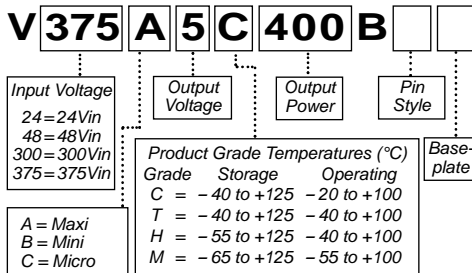 V 375 A 5 C 400 B
Input Voltage
24 = 24Vin
48 = 48Vin
300 = 300Vin
375 = 375Vin
Output
Voltage
Output
Power
Pin
Style
Base-
plate
Product Grade Temperatures (°C)
Grade Storage Operating
C = – 40 to +125 – 20 to +100
T = – 40 to +125 – 40 to +100
H = – 55 to +125 – 40 to +100
M = – 65 to +125 – 55 to +100
A = Maxi
B = Mini
C = Micro